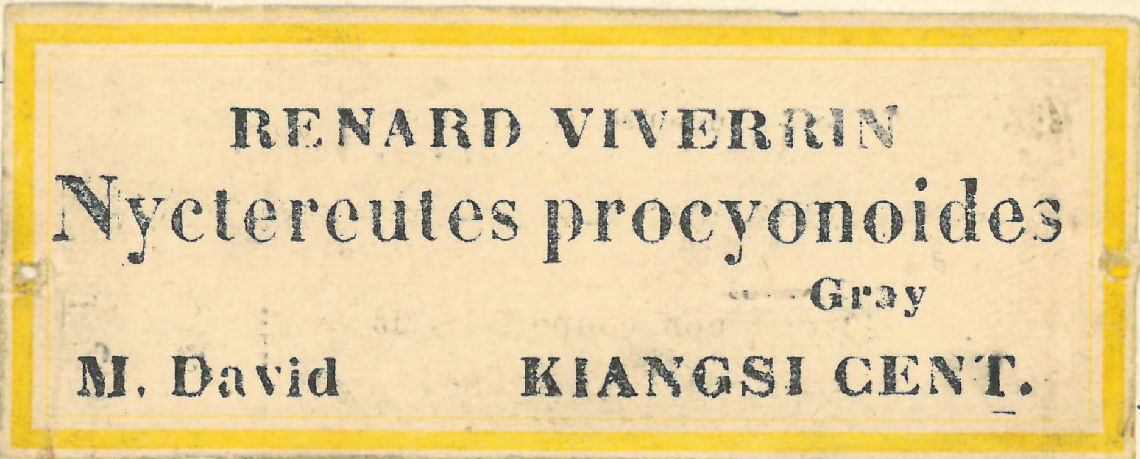 RENARD VIVERRIN
Nyctereutes procyonoides
Gray
M. David KIANGSI CENT.